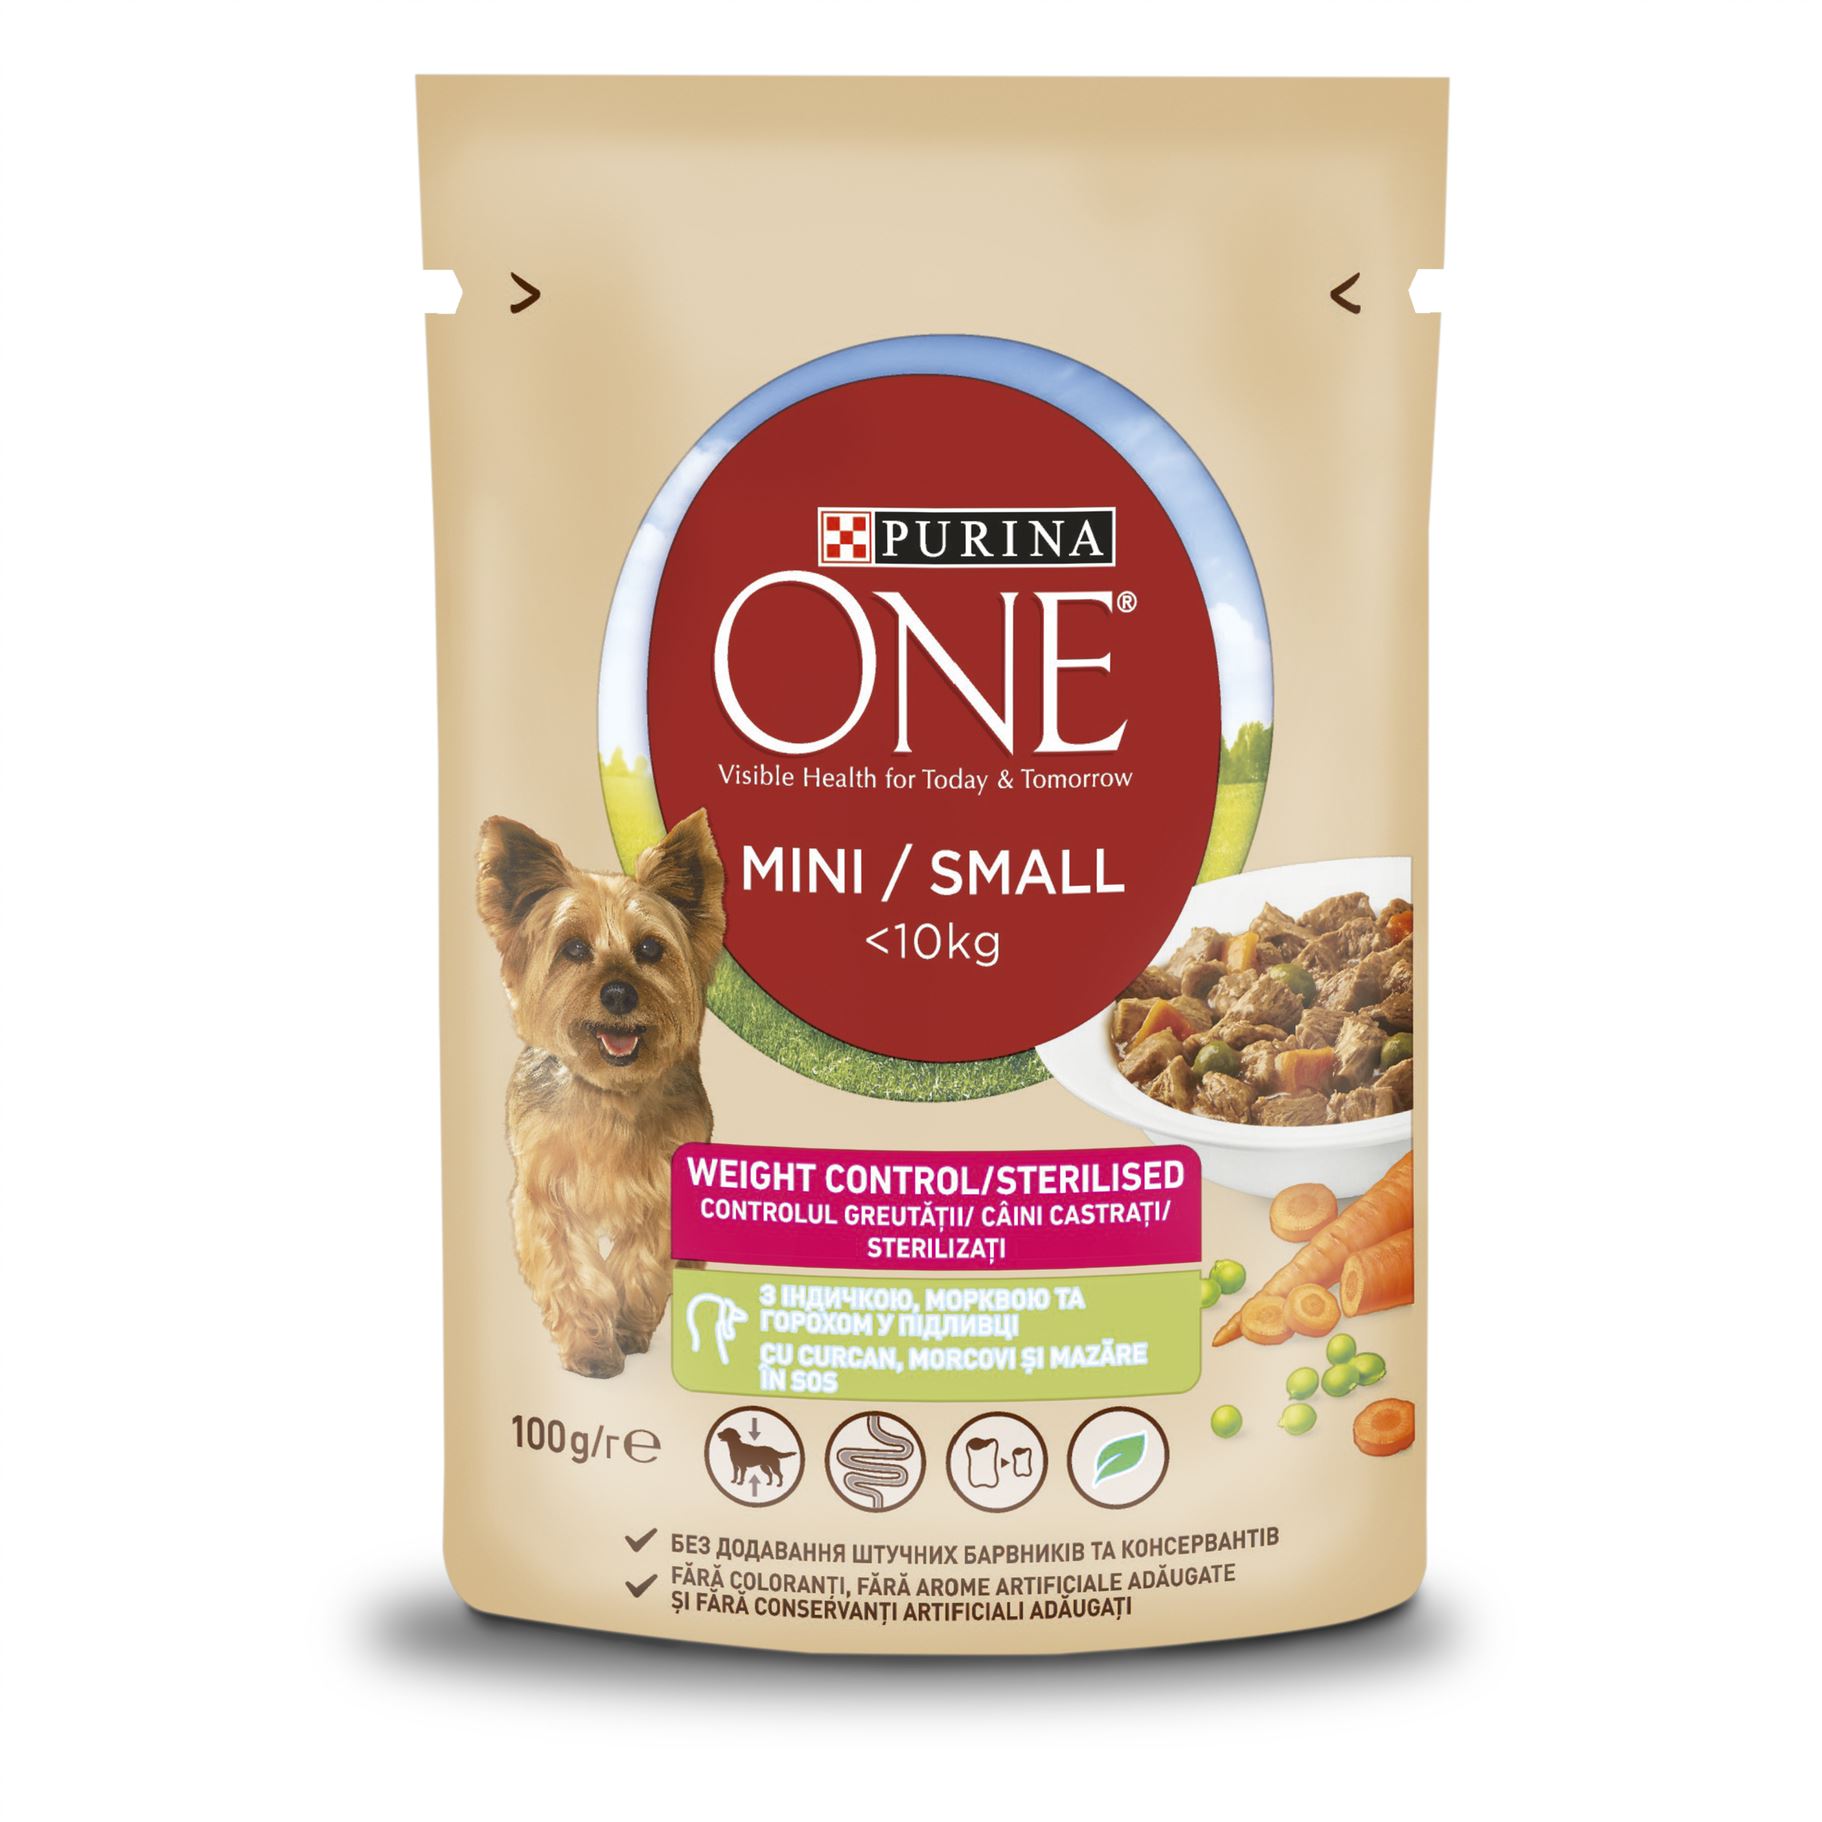 PURINA
ONE®
Visible Health for Today & Tomorrow
MINI / SMALL
<10kg
WEIGHT CONTROL/STERILISED
CONTROLUL GREUTĂȚII/ CÂINI CASTRAȚI/
STERILIZAȚI
З ІНДИЧКОЮ, МОРКВОЮ ТА
ГОРОХОМ У ПІДЛИВЦІ
CU CURCAN, MORCOVI ȘI MAZĂRE
ÎN SOS
100g/г℮
БЕЗ ДОДАВАННЯ ШТУЧНИХ БАРВНИКІВ ТА КОНСЕРВАНТІВ
FĂRĂ COLORANȚI, FĂRĂ AROME ARTIFICIALE ADĂUGATE
ȘI FĂRĂ CONSERVANȚI ARTIFICIALI ADĂUGAȚI